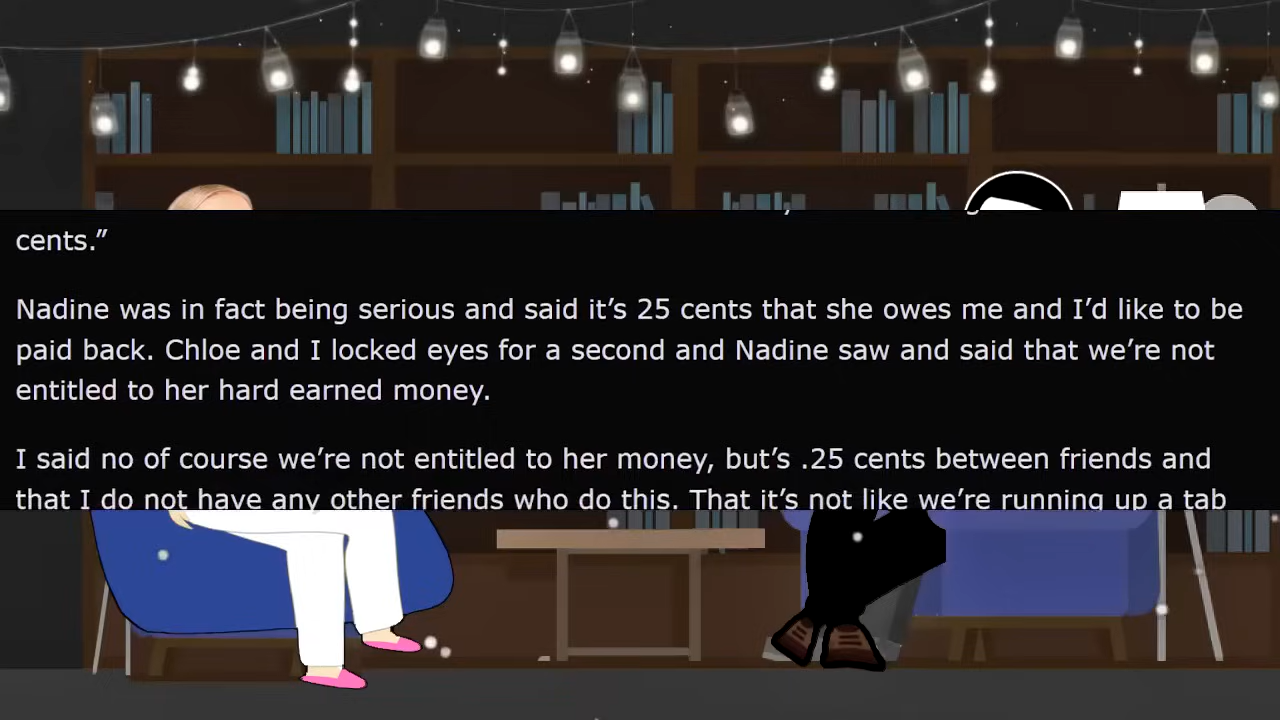 cents.”
Nadine was in fact being serious and said it’s 25 cents that she owes me and I’d like to be
paid back. Chloe and I locked eyes for a second and Nadine saw and said that we’re not
entitled to her hard earned money.
I said no of course we’re not entitled to her money, but’s .25 cents between friends and
that I do not have any other friends who do this. That it’s not like we’re running up a tab